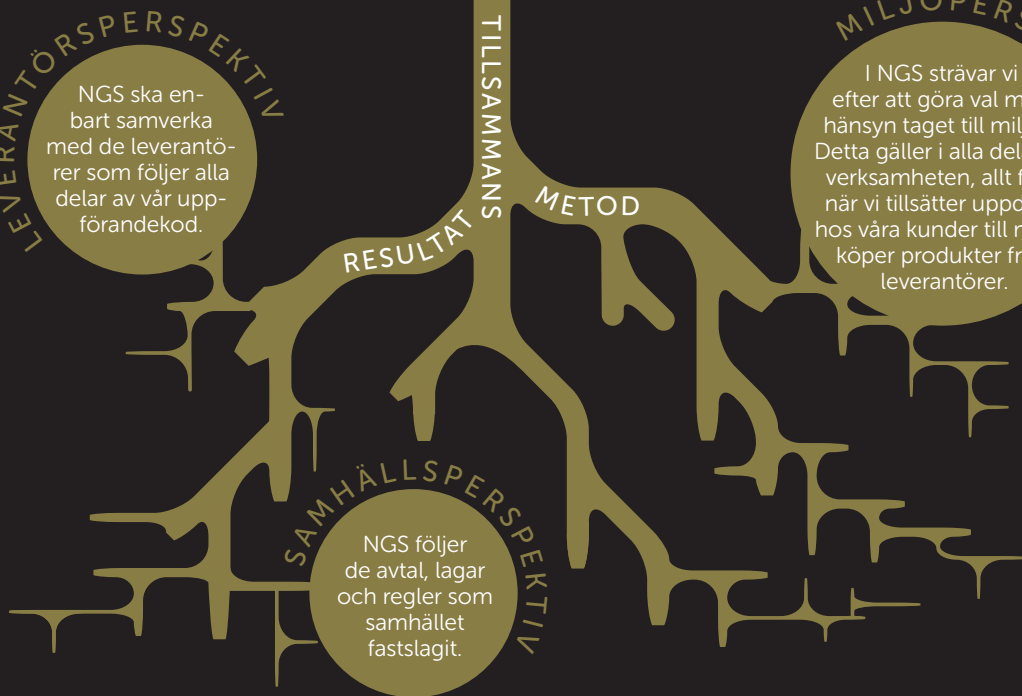 LEVERANTÖRSPERSPEKTIV
NGS ska en-
bart samverka
med de leverantö-
rer som följer alla
delar av vår upp-
förandekod.
TILLSAMMANS
RESULTAT
METOD
MILJÖPERS
I NGS strävar vi
efter att göra val m
hänsyn taget till milj
Detta gäller i alla del
verksamheten, allt f
när vi tillsätter uppd
hos våra kunder till n
köper produkter fr
leverantörer.
SAMHÄLLSPERSPEKTIV
NGS följer
de avtal, lagar
och regler som
samhället
fastslagit.